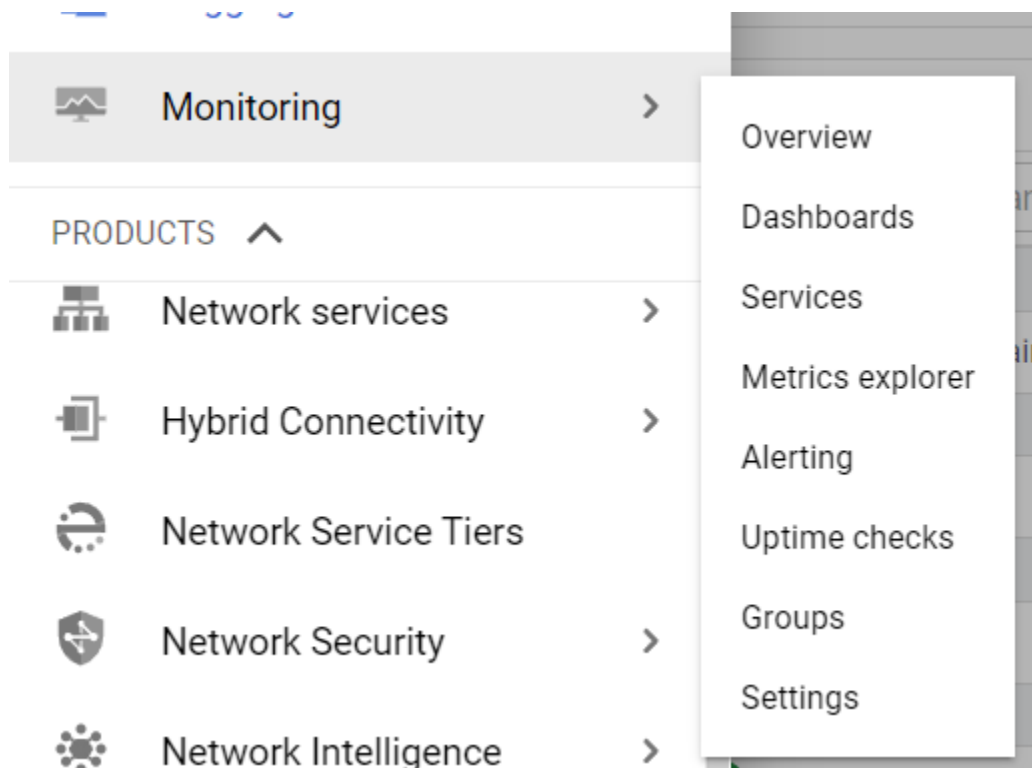 Monitoring
PRODUCTS
Network services
Hybrid Connectivity
Network Service Tiers
Network Security
Network Intelligence
Overview
Dashboards
Services
Metrics explorer
Alerting
Uptime checks
Groups
Settings